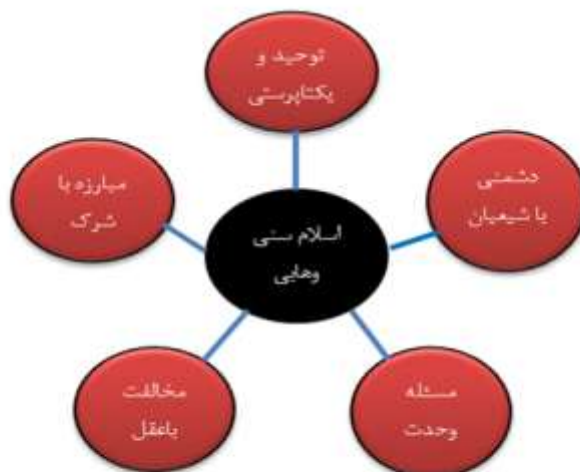 توحید و
یکتاپرستی
دشمنی
با شیعیان
مبارزه با
شرک
اسلام سنی
وهابی
مسئله
وحدت
مخالفت
باعقل